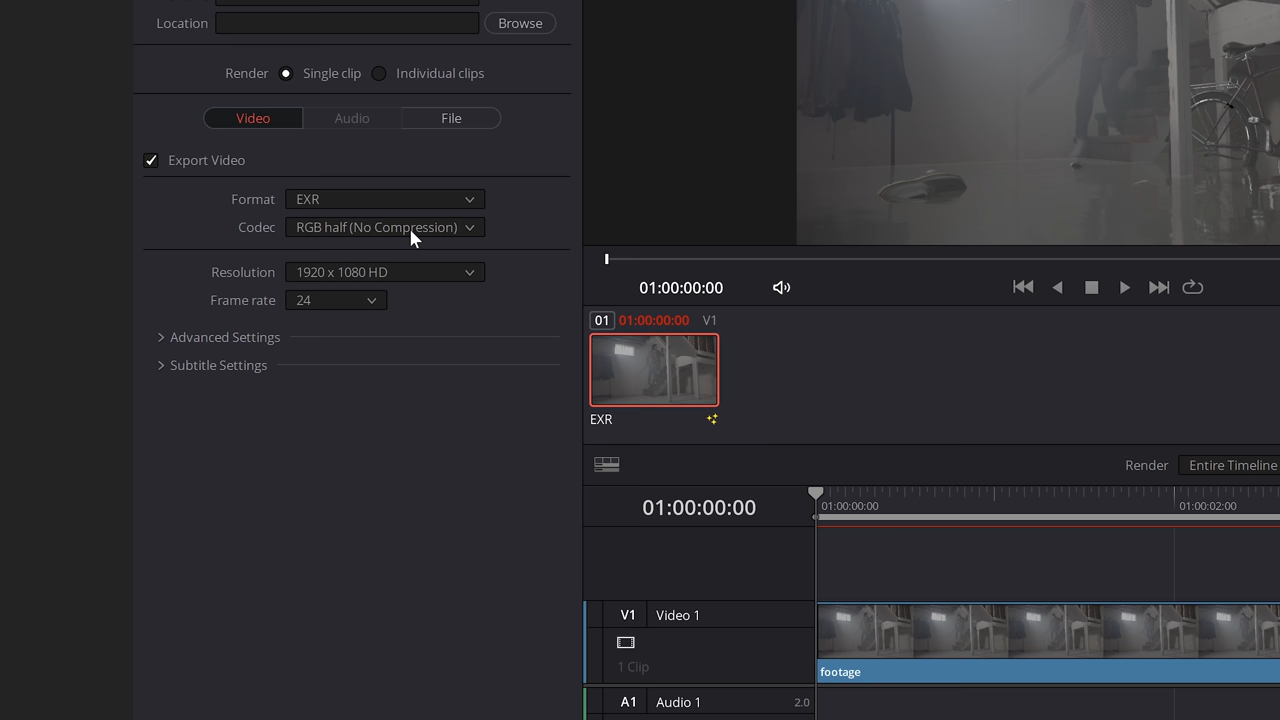 Location Browse
Render Single clip Individual clips
Video Audio File
Export Video
Format EXR
Codec RGB half (No Compression)
Resolution 1920 x 1080 HD
Frame rate 24
Advanced Settings
Subtitle Settings
01:00:00:00
01 01:00:00:00 V1
EXR
Render Entire Timeline
01:00:00:00
01:00:00:00 01:00:02:00
V1 Video 1
1 Clip
footage
A1 Audio 1 2.0